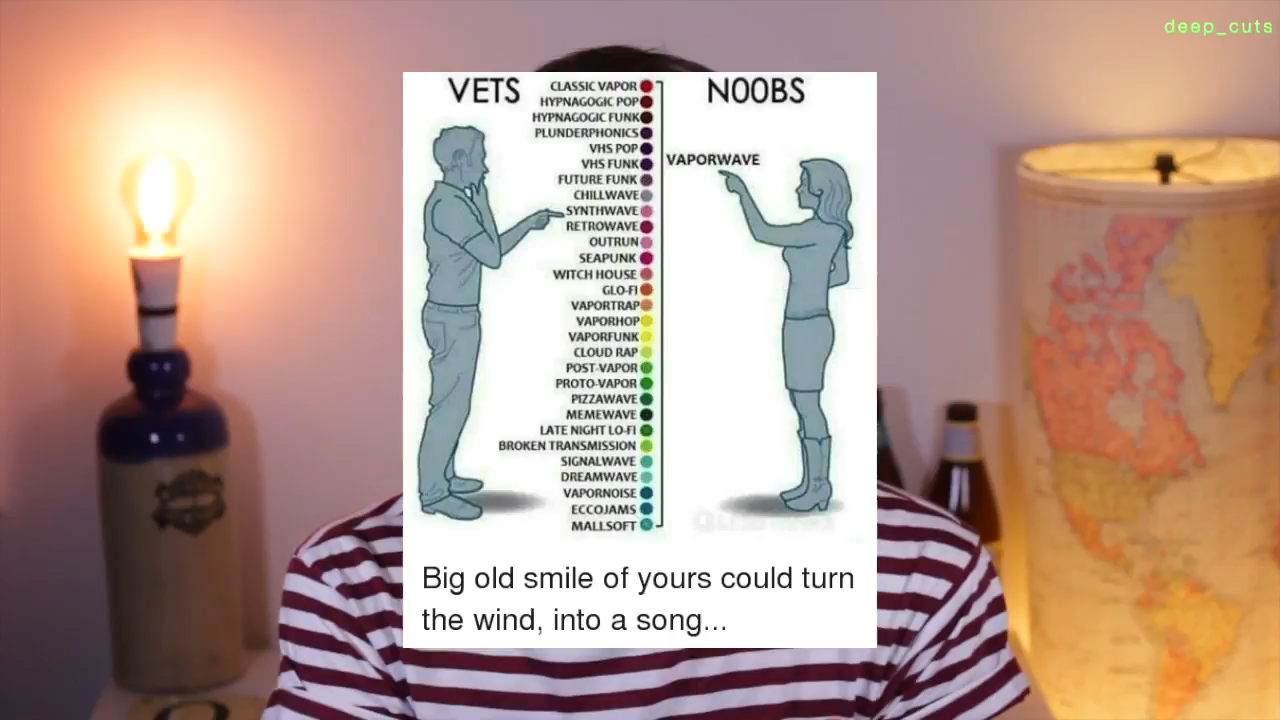 deep_cuts
VETS
NOOBS
CLASSIC VAPOR
HYPNAGOGIC POP
HYPNAGOGIC FUNK
PLUNDERPHONICS
VHS POP
VHS FUNK
FUTURE FUNK
CHILLWAVE
SYNTHWAVE
RETROWAVE
OUTRUN
SEAPUNK
WITCH HOUSE
GLO-FI
VAPORTRAP
VAPORHOP
VAPORFUNK
CLOUD RAP
POST-VAPOR
PROTO-VAPOR
PIZZAWAVE
MEMEWAVE
LATE NIGHT LO-FI
BROKEN TRANSMISSION
SIGNALWAVE
DREAMWAVE
VAPORNOISE
ECCOJAMS
MALLSOFT
VAPORWAVE
Big old smile of yours could turn
the wind, into a song...